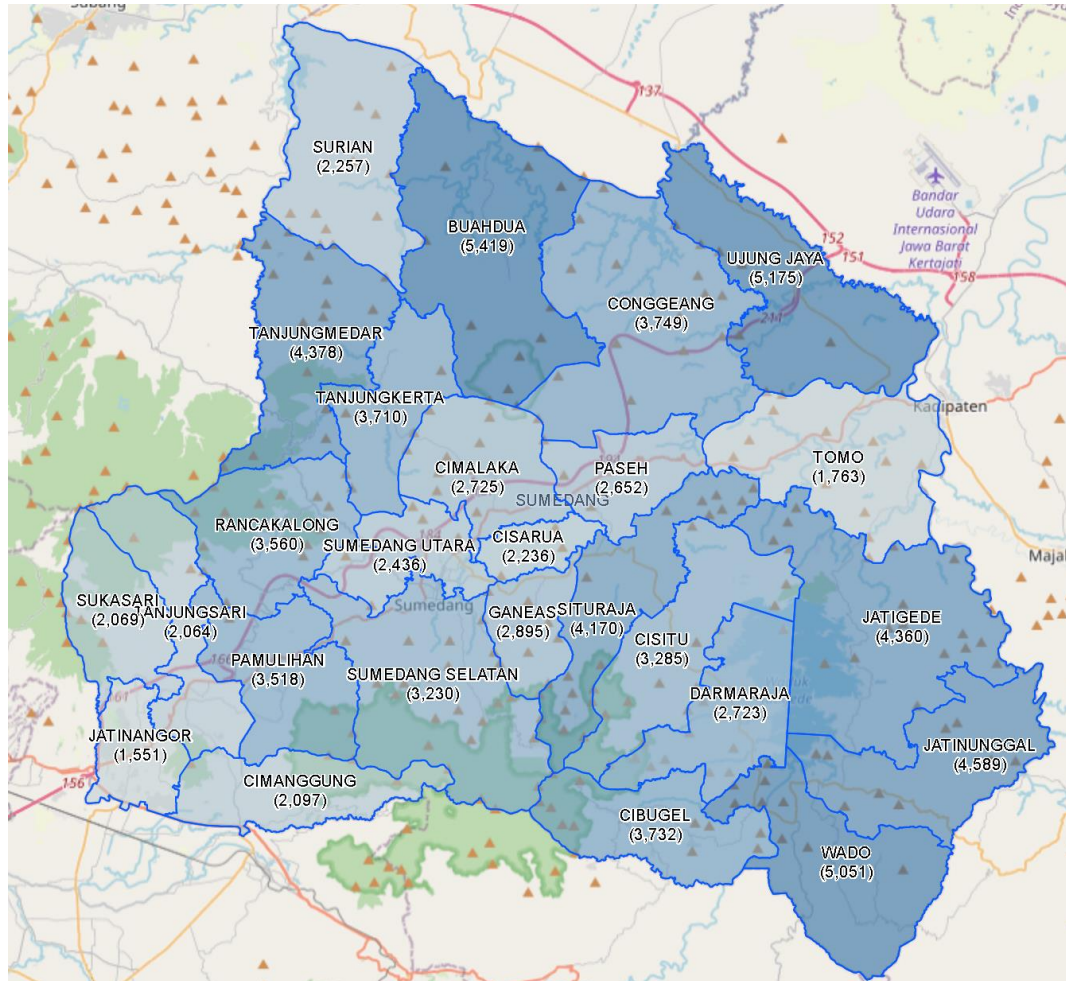 Subang
137
SURIAN
(2,257)
BUAHDUA
(5,419)
Bandar
Udara
Internasional
Jawa Barat
Kertajati
152
151
158
UJUNG JAYA
(5,175)
CONGGEANG
(3,749)
211
TANJUNGMEDAR
(4,378)
TANJUNGKERTA
(3,710)
Kadipaten
CIMALAKA
(2,725)
PASEH
(2,652)
TOMO
(1,763)
SUMEDANG
RANCAKALONG
(3,560)
SUMEDANG UTARA
(2,436)
CISARUA
(2,236)
Sumedang
SUKASARI
(2,069)
TANJUNGSARI
(2,064)
GANEAS
(2,895)
SITURAJA
(4,170)
CISITU
(3,285)
JATIGEDE
(4,360)
PAMULIHAN
(3,518)
SUMEDANG SELATAN
(3,230)
DARMARAJA
(2,723)
161
JATINANGOR
(1,551)
JATINUNGGAL
(4,589)
156
CIMANGGUNG
(2,097)
CIBUGEL
(3,732)
WADO
(5,051)